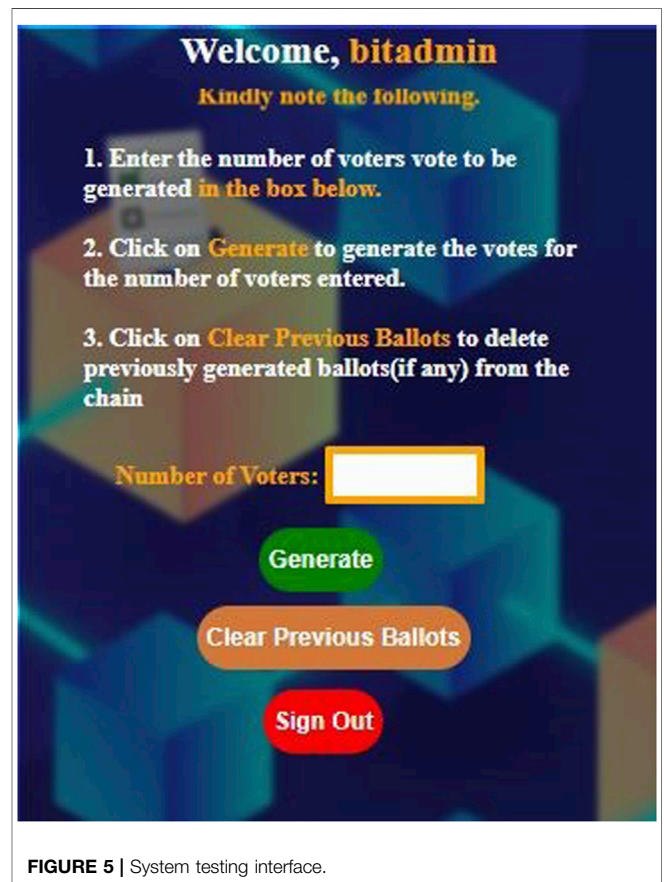 Welcome, bitadmin
Kindly note the following.
1. Enter the number of voters vote to be
generated in the box below.
2. Click on Generate to generate the votes for
the number of voters entered.
3. Click on Clear Previous Ballots to delete
previously generated ballots(if any) from the
chain
Number of Voters:
Generate
Clear Previous Ballots
Sign Out
FIGURE 5 | System testing interface.